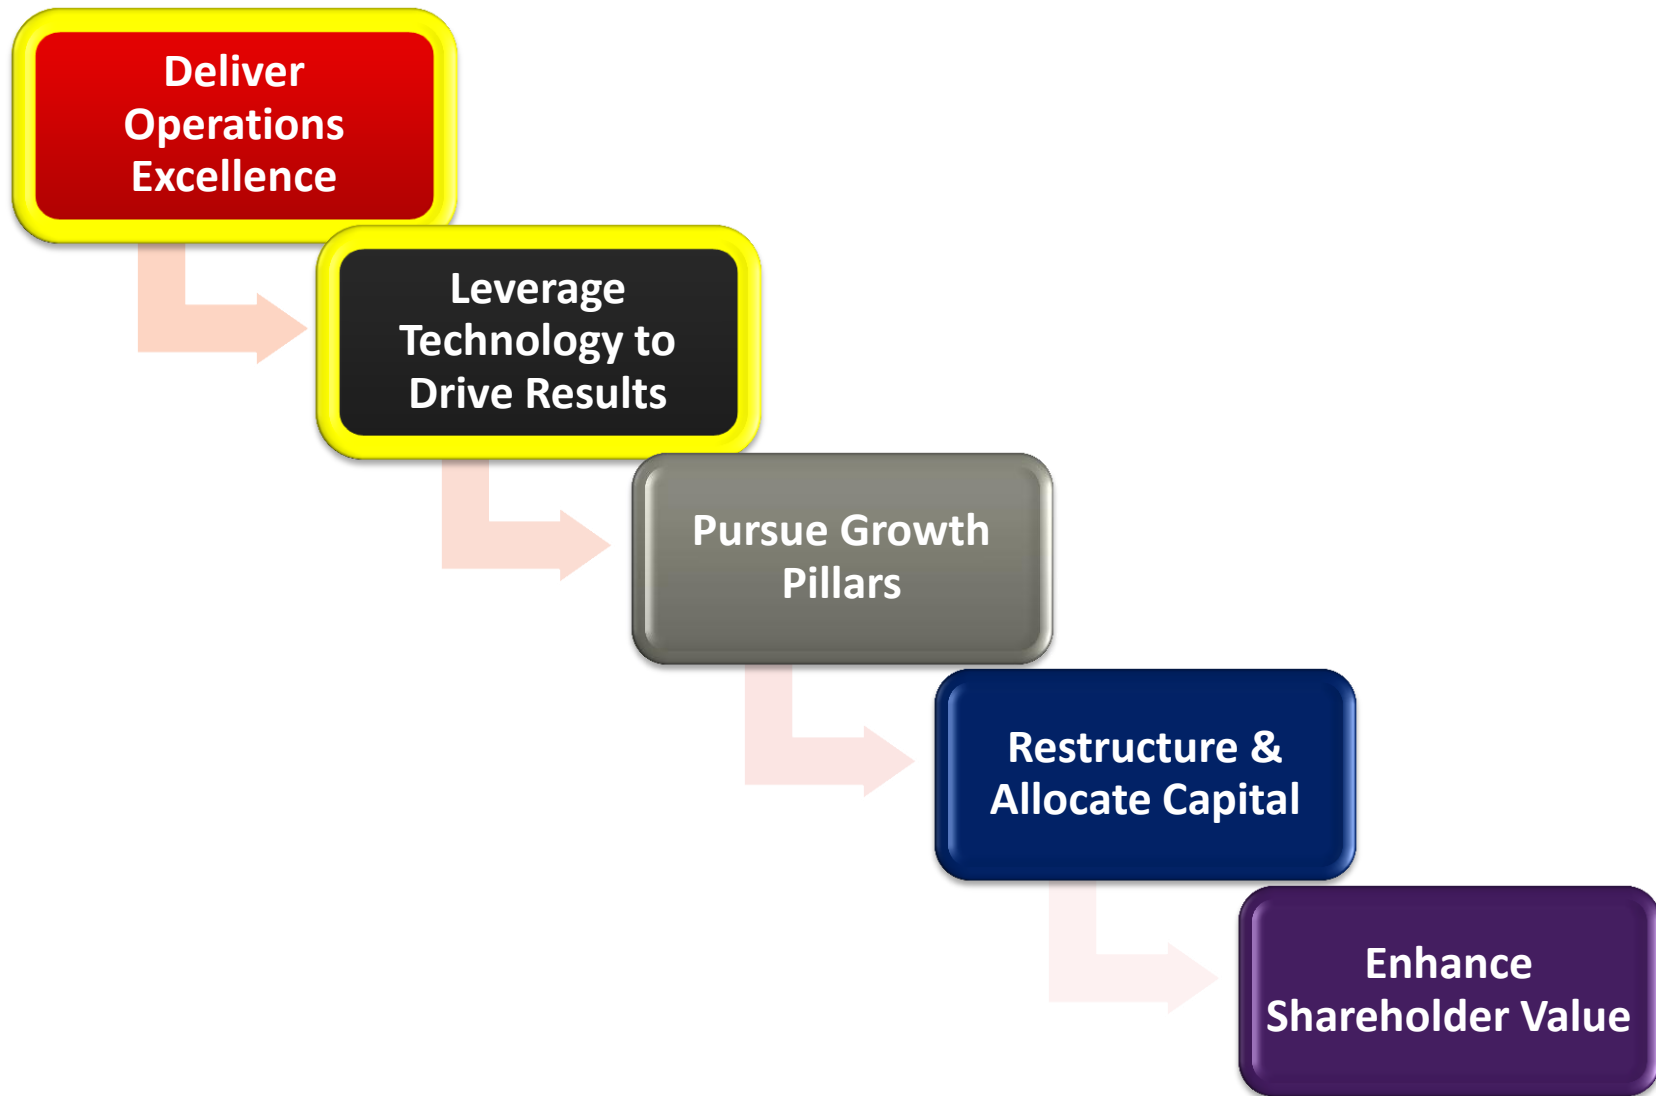 Deliver
Operations
Excellence
Leverage
Technology to
Drive Results
Pursue Growth
Pillars
Restructure &
Allocate Capital
Enhance
Shareholder Value